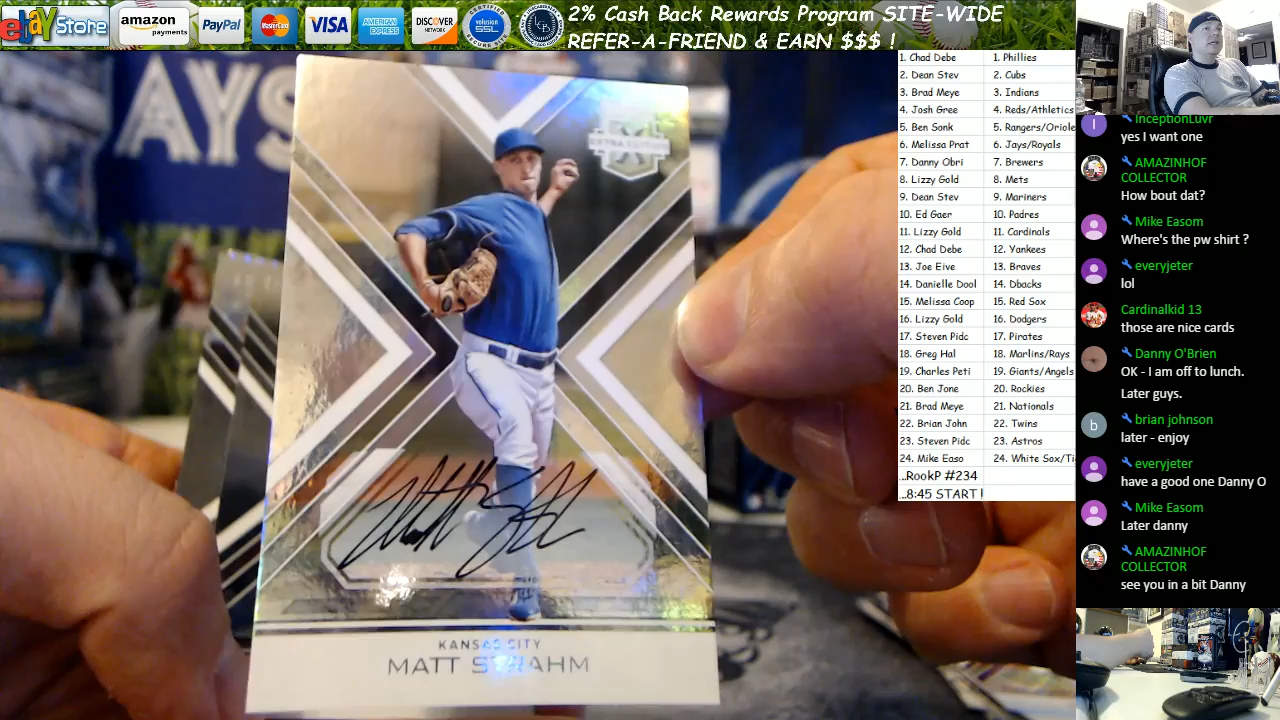 ebay Store
amazon payments
PayPal
MasterCard
VISA
AMERICAN EXPRESS
DISCOVER NETWORK
volusion SSL
2% Cash Back Rewards Program SITE-WIDE
REFER-A-FRIEND & EARN $$$ !
AYS
KANSAS CITY
MATT STRAHM
1. Chad Debe 1. Phillies
2. Dean Stev 2. Cubs
3. Brad Meye 3. Indians
4. Josh Gree 4. Reds/Athletics
5. Ben Sonk 5. Rangers/Oriole
6. Melissa Prat 6. Jays/Royals
7. Danny Obri 7. Brewers
8. Lizzy Gold 8. Mets
9. Dean Stev 9. Mariners
10. Ed Gaer 10. Padres
11. Lizzy Gold 11. Cardinals
12. Chad Debe 12. Yankees
13. Joe Eive 13. Braves
14. Danielle Dool 14. Dbacks
15. Melissa Coop 15. Red Sox
16. Lizzy Gold 16. Dodgers
17. Steven Pidc 17. Pirates
18. Greg Hal 18. Marlins/Rays
19. Charles Peti 19. Giants/Angels
20. Ben Jone 20. Rockies
21. Brad Meye 21. Nationals
22. Brian John 22. Twins
23. Steven Pidc 23. Astros
24. Mike Easo 24. White Sox/Ti
...RookP #234
...8:45 START!
I
InceptionLuvr
yes I want one
AMAZINHOF
COLLECTOR
How bout dat?
Mike Easom
Where's the pw shirt ?
everyjeter
lol
Cardinalkid 13
those are nice cards
Danny O'Brien
OK - I am off to lunch.
Later guys.
b
brian johnson
later - enjoy
everyjeter
have a good one Danny O
Mike Easom
Later danny
AMAZINHOF
COLLECTOR
see you in a bit Danny